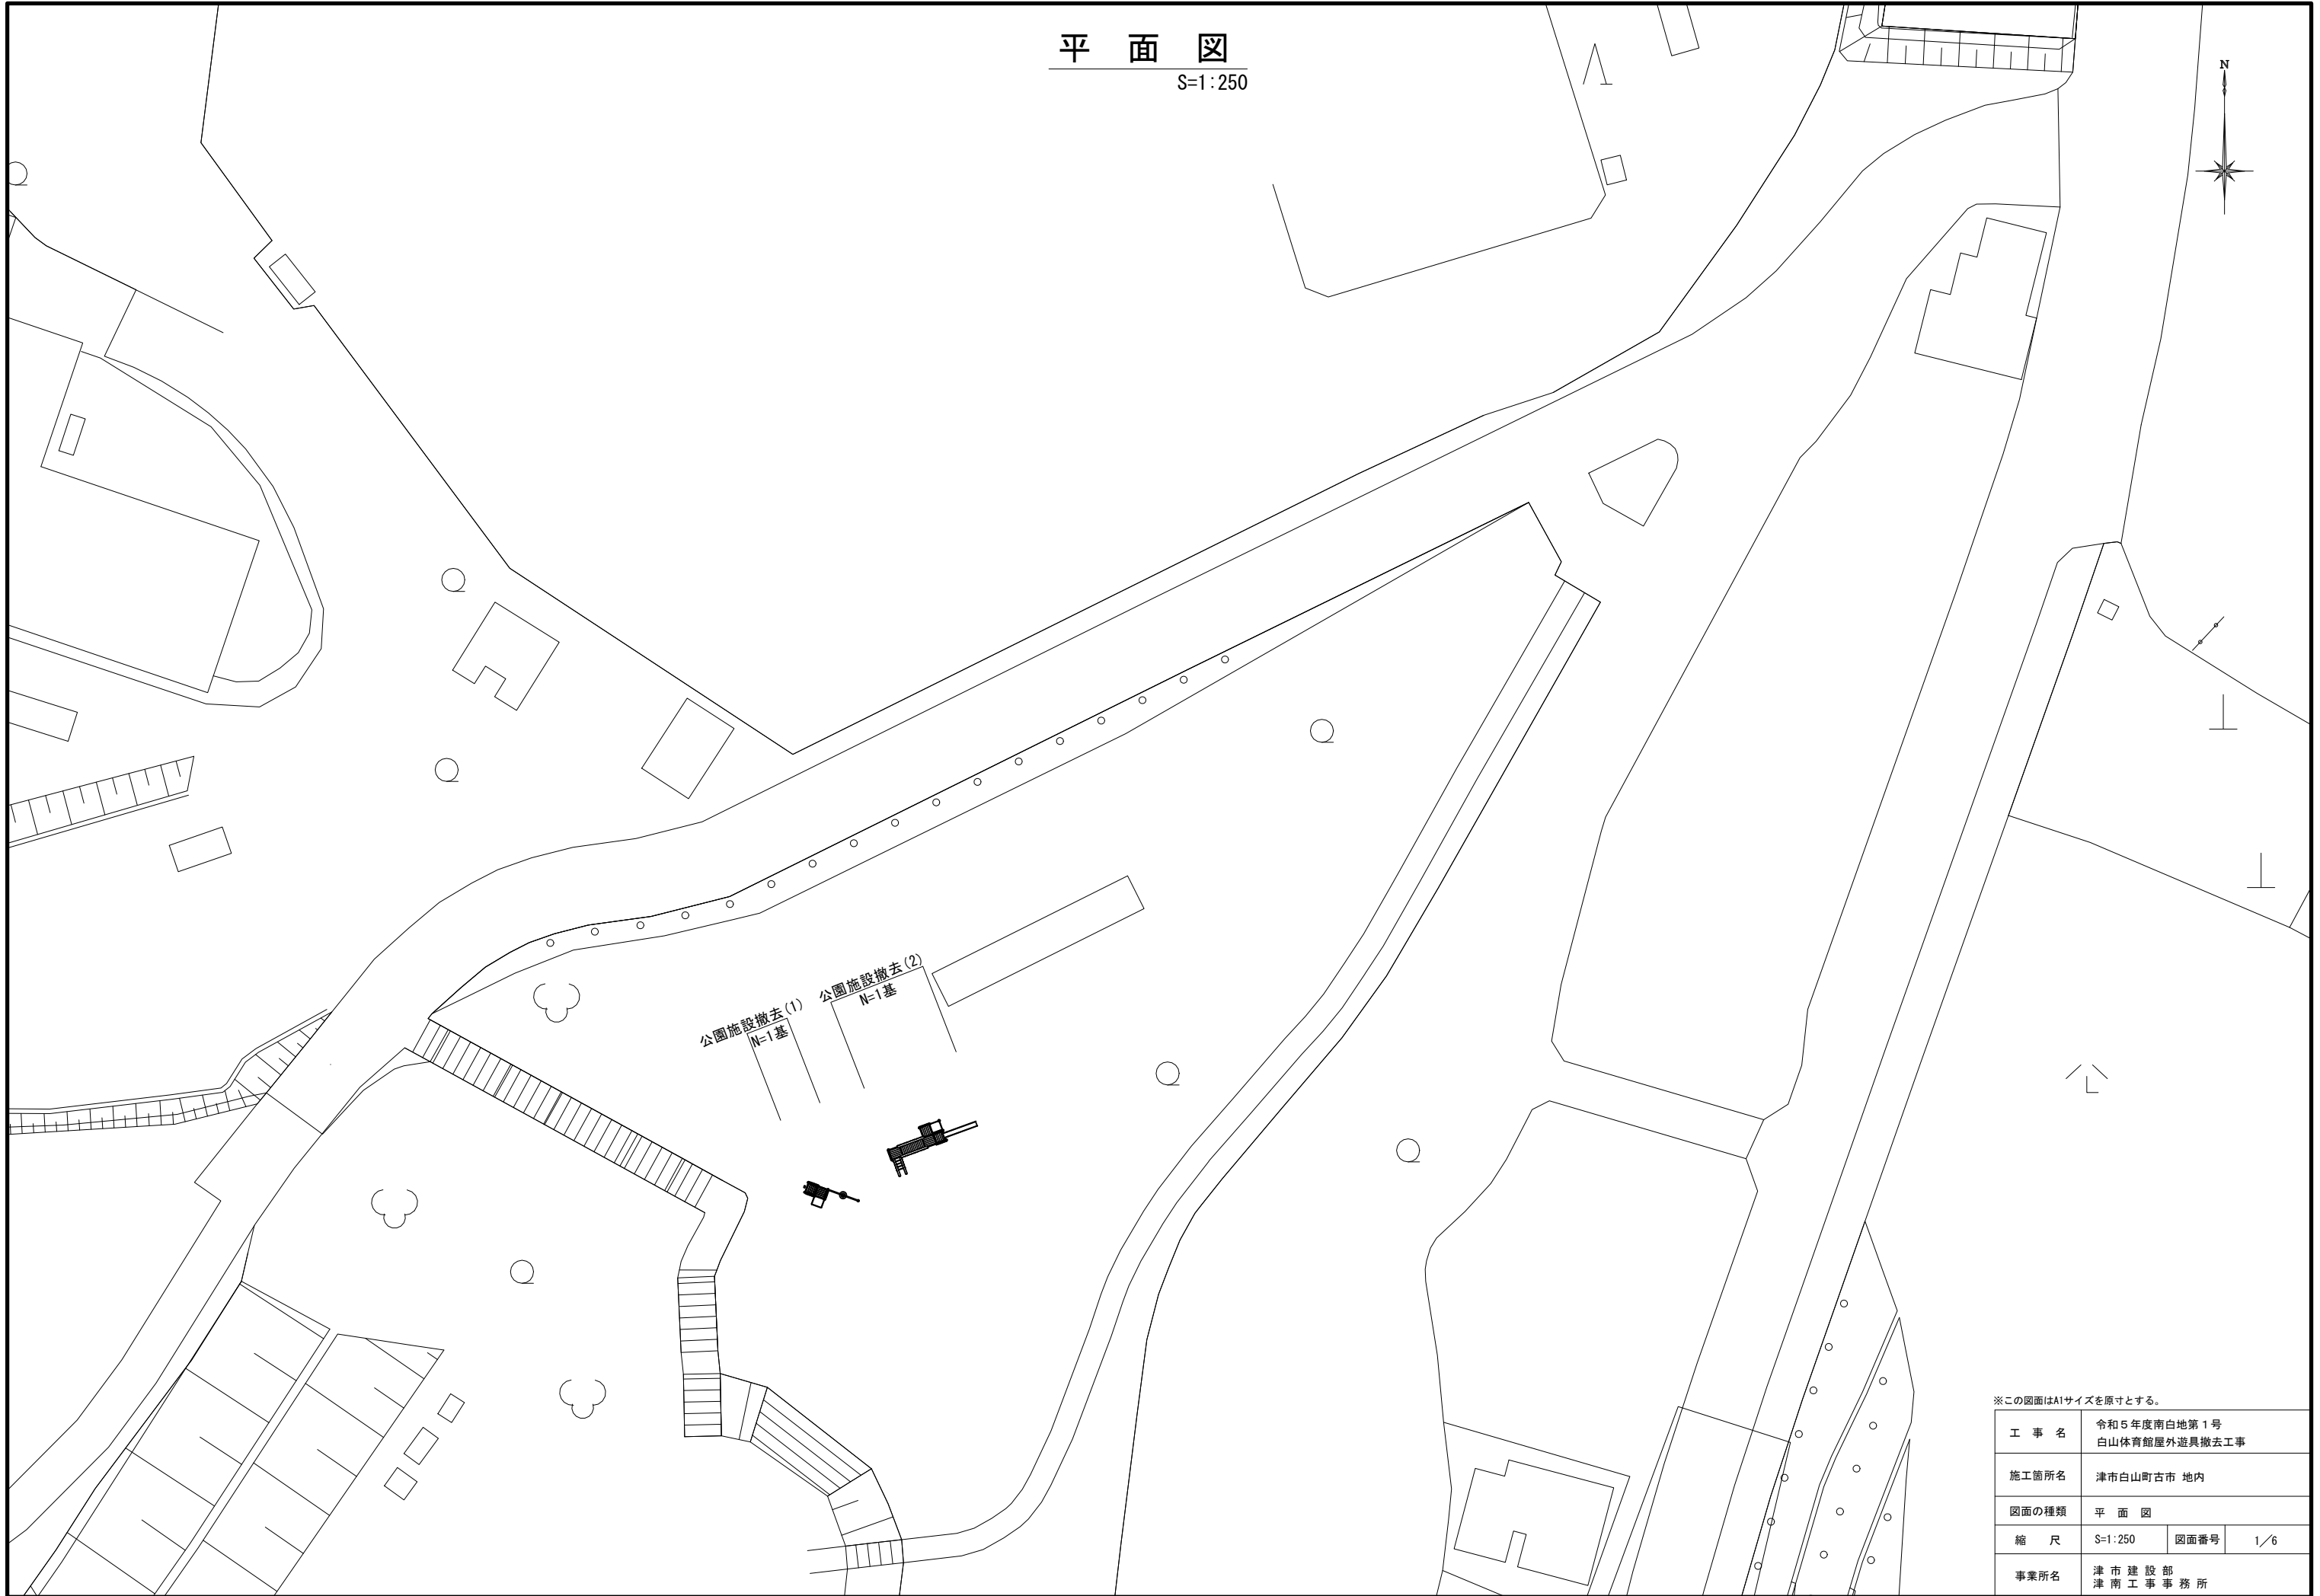 平 面 図
S=1:250
N
公園施設撤去(1)
N=1基
公園施設撤去(2)
N=1基
※この図面はA1サイズを原寸とする。
工 事 名
令和5年度南白地第1号
白山体育館屋外遊具撤去工事
施工箇所名
津市白山町古市 地内
図面の種類
平 面 図
縮 尺
S=1:250
図面番号
1/6
事業所名
津 市 建 設 部
津 南 工 事 事 務 所